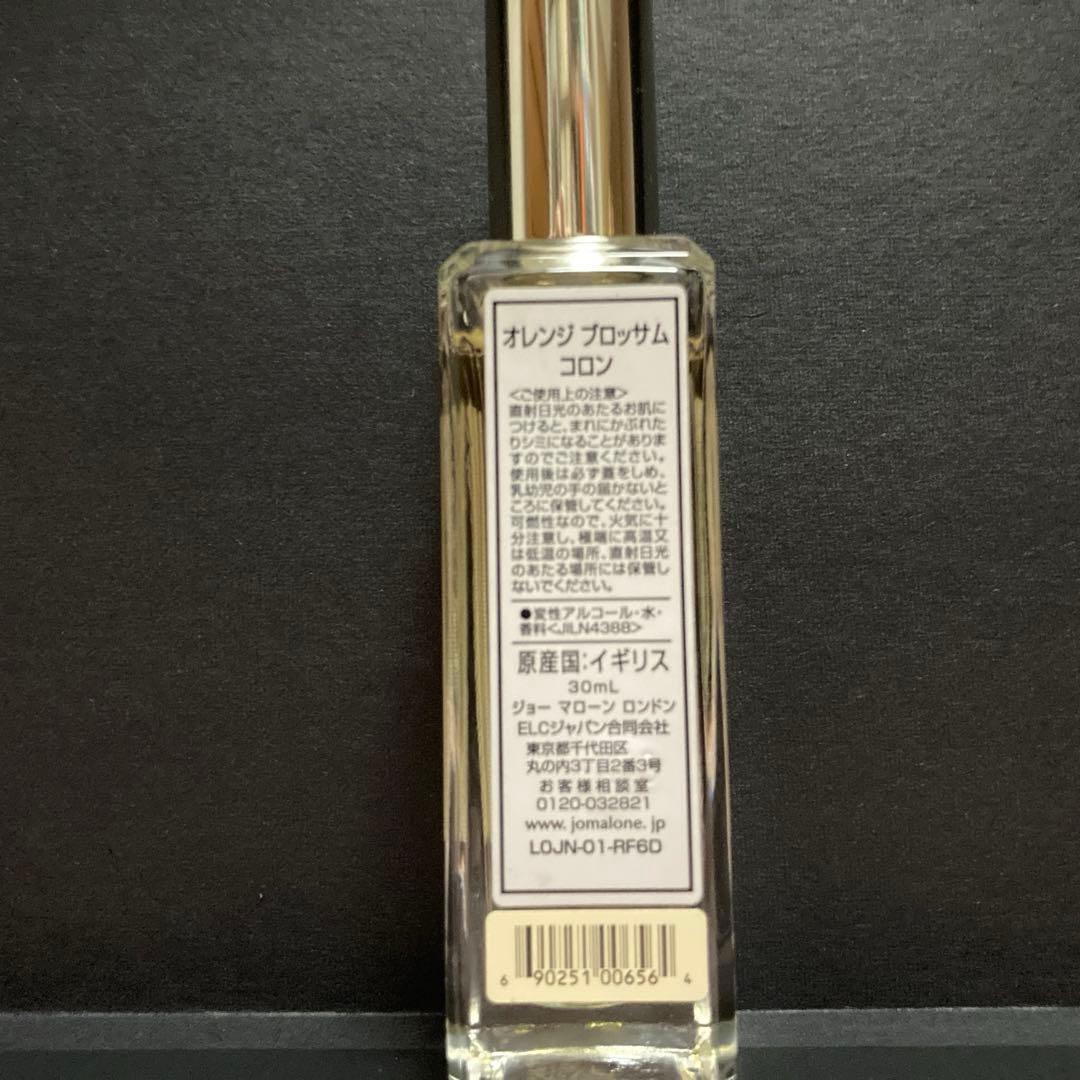 オレンジ ブロッサム
コロン
<ご使用上の注意>
直射日光のあたるお肌に
つけると、まれにかぶれた
りシミになることがありま
すのでご注意ください。
使用後は必ず蓋をしめ、
乳幼児の手の届かないと
ころに保管してください。
可燃性なので、火気に十
分注意し、極端に高温又
は低温の場所、直射日光
のあたる場所には保管し
ないでください。
●変性アルコール・水・
香料<JILN4388>
原産国:イギリス
30mL
ジョー マローン ロンドン
ELCジャパン合同会社
東京都千代田区
丸の内3丁目2番3号
お客様相談室
0120-032821
www.jomalone.jp
L0JN-01-RF6D
6 90251 00656 4